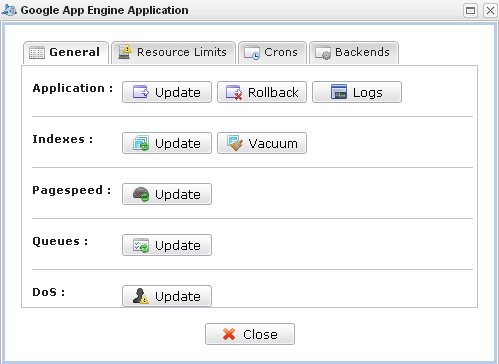 Google App Engine Application
General Resource Limits Crons Backends
Application : Update Rollback Logs
Indexes : Update Vacuum
Pagespeed : Update
Queues : Update
DoS : Update
Close